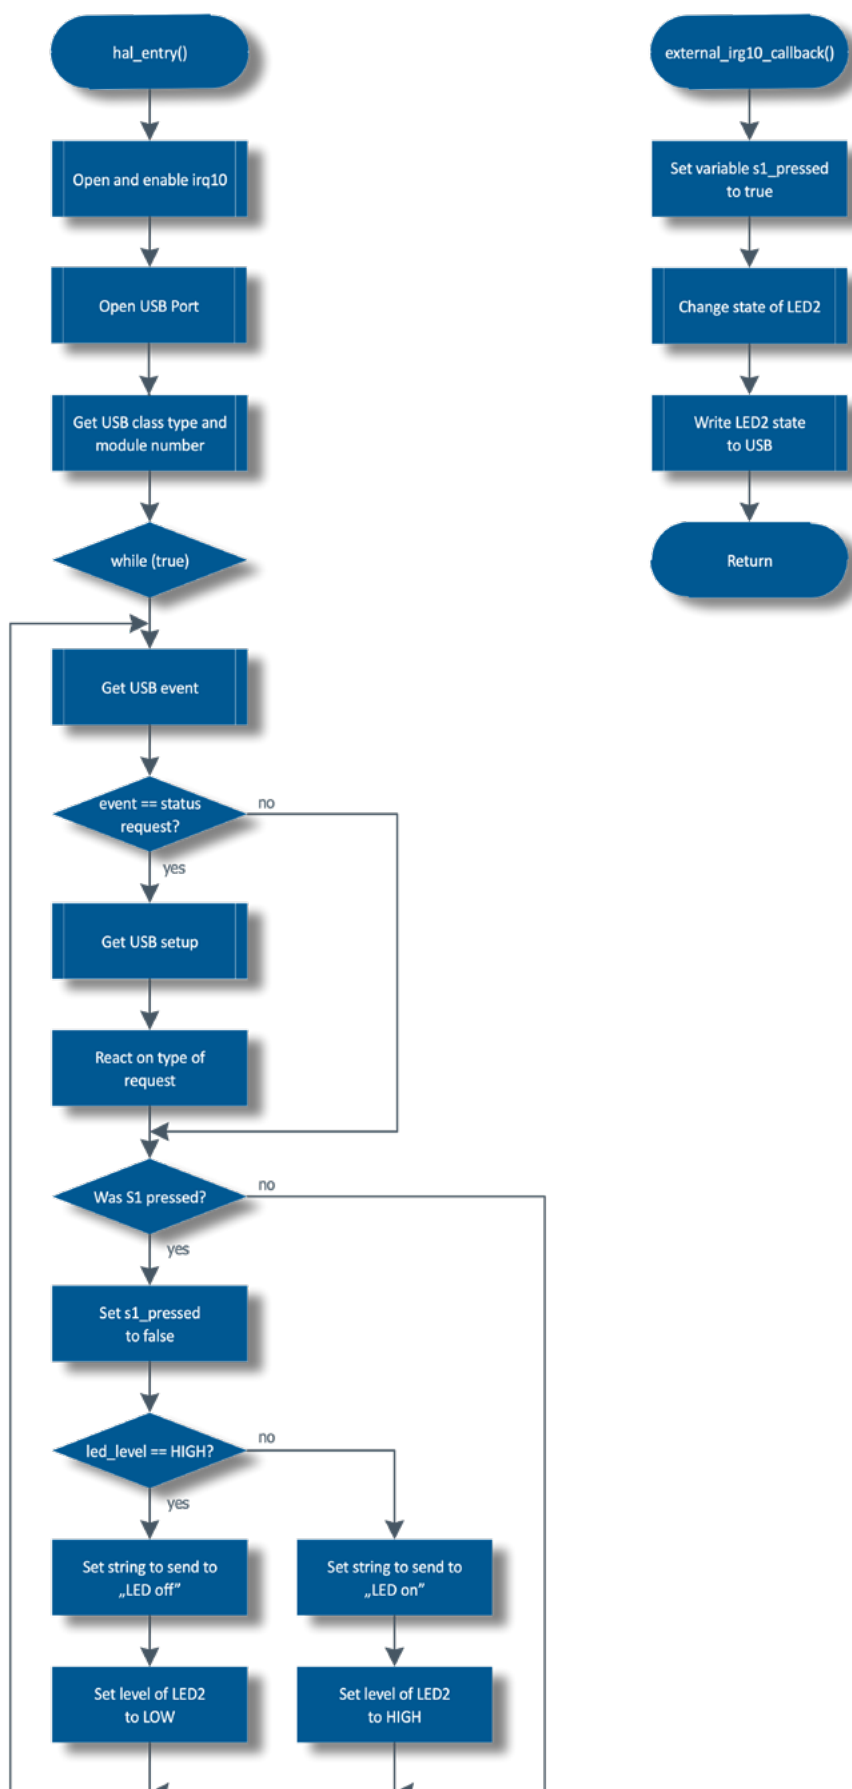 hal_entry()
Open and enable irq10
Open USB Port
Get USB class type and
module number
while (true)
Get USB event
event == status
request?
no
yes
Get USB setup
React on type of
request
Was S1 pressed?
no
yes
Set s1_pressed
to false
led_level == HIGH?
no
yes
Set string to send to
„LED off”
Set string to send to
„LED on”
Set level of LED2
to LOW
Set level of LED2
to HIGH
external_irg10_callback()
Set variable s1_pressed
to true
Change state of LED2
Write LED2 state
to USB
Return